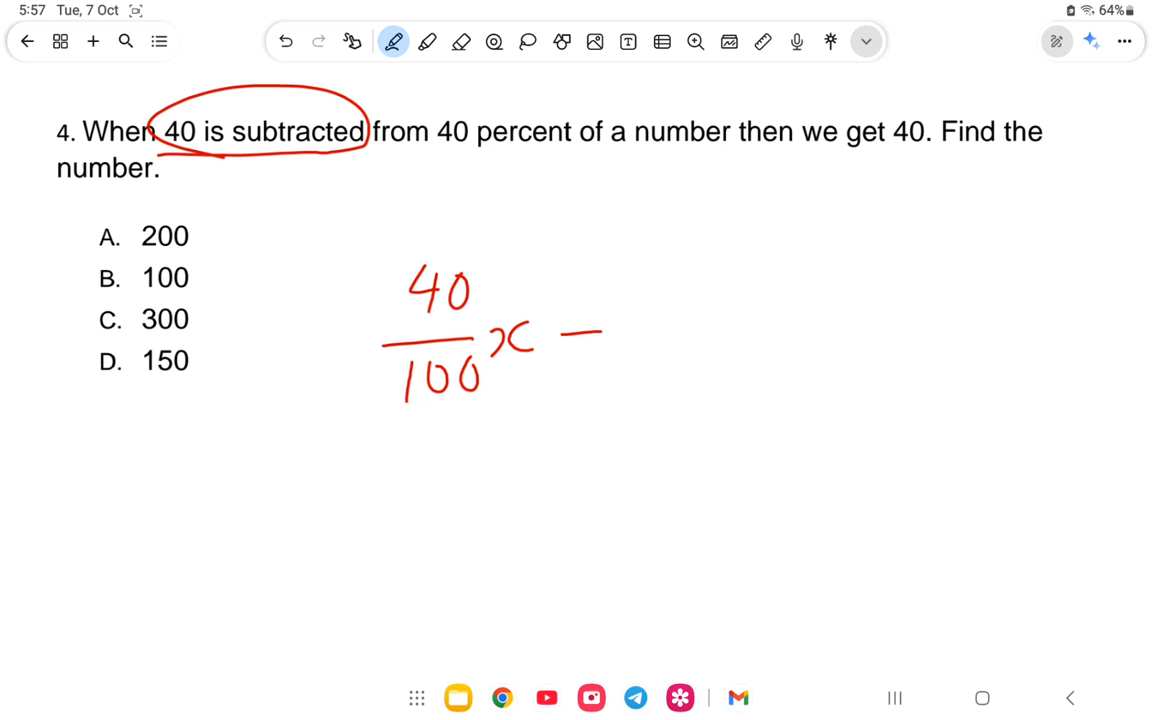 5:57 Tue, 7 Oct 64%
4. When 40 is subtracted from 40 percent of a number then we get 40. Find the
number.
A. 200
B. 100
C. 300
D. 150
40
100 x −